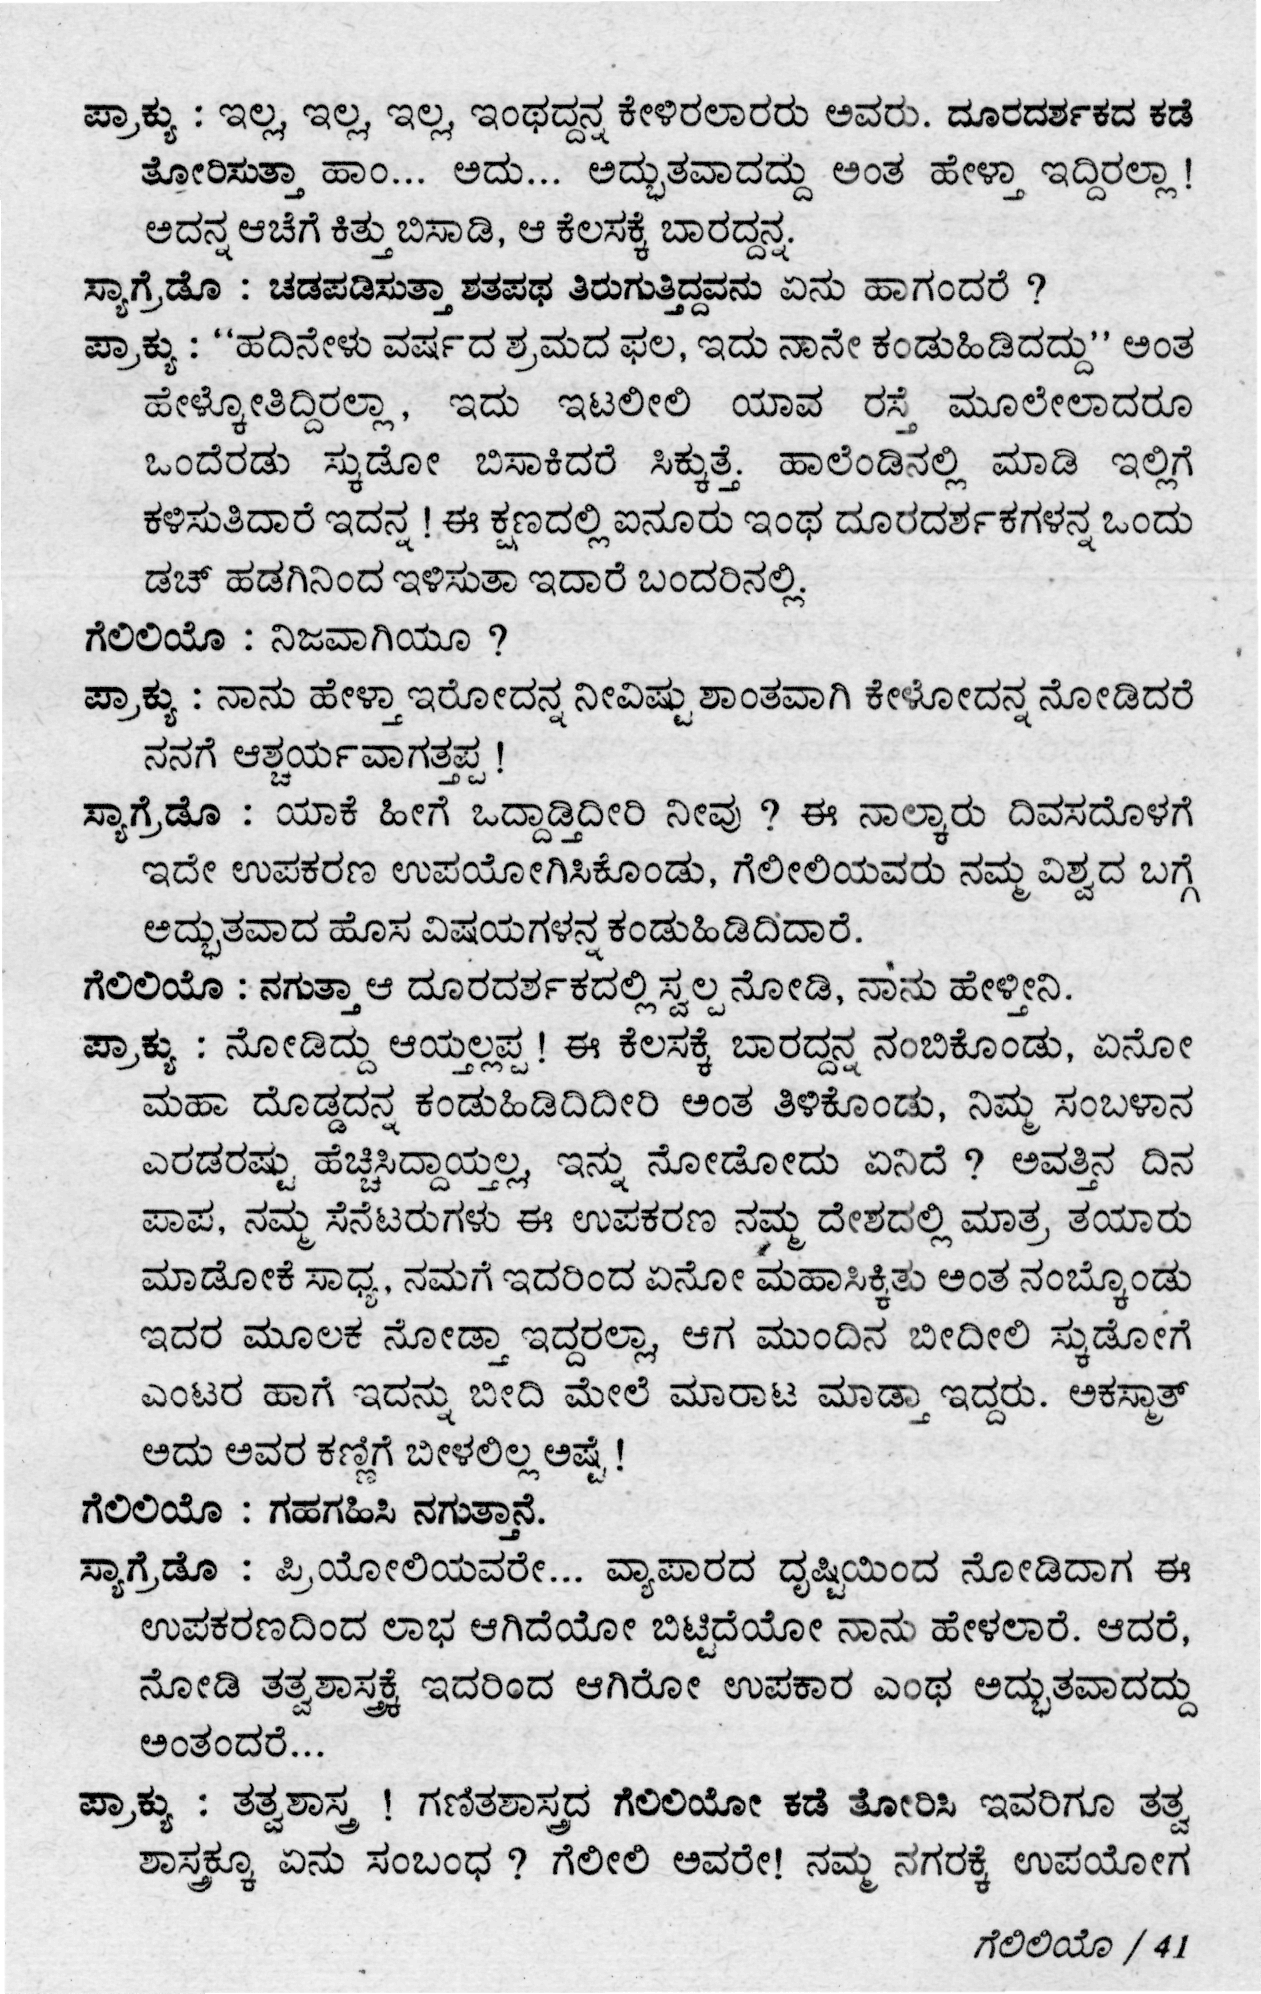 ಪ್ರಾಕ್ಯು : ಇಲ್ಲ, ಇಲ್ಲ, ಇಲ್ಲ, ಇಂಥದ್ದನ್ನ ಕೇಳಿರಲಾರರು ಅವರು. ದೂರದರ್ಶಕದ ಕಡೆ
ತೋರಿಸುತ್ತಾ ಹಾಂ... ಅದು... ಅದ್ಭುತವಾದದ್ದು ಅಂತ ಹೇಳ್ತಾ ಇದ್ದಿರಲ್ಲಾ !
ಅದನ್ನ ಆಚೆಗೆ ಕಿತ್ತು ಬಿಸಾಡಿ, ಆ ಕೆಲಸಕ್ಕೆ ಬಾರದ್ದನ್ನ.
ಸ್ಯಾಗ್ರೆಡೊ : ಚಡಪಡಿಸುತ್ತಾ ಶತಪಥ ತಿರುಗುತ್ತಿದ್ದವನು ಏನು ಹಾಗಂದರೆ ?
ಪ್ರಾಕ್ಯು : “ಹದಿನೇಳು ವರ್ಷದ ಶ್ರಮದ ಫಲ, ಇದು ನಾನೇ ಕಂಡುಹಿಡಿದದ್ದು” ಅಂತ
ಹೇಳ್ಕೋತಿದ್ದಿರಲ್ಲಾ, ಇದು ಇಟಲೀಲಿ ಯಾವ ರಸ್ತೆ ಮೂಲೇಲಾದರೂ
ಒಂದೆರಡು ಸ್ಕುಡೋ ಬಿಸಾಕಿದರೆ ಸಿಕ್ಕುತ್ತೆ. ಹಾಲೆಂಡಿನಲ್ಲಿ ಮಾಡಿ ಇಲ್ಲಿಗೆ
ಕಳಿಸುತಿದಾರೆ ಇದನ್ನ ! ಈ ಕ್ಷಣದಲ್ಲಿ ಐನೂರು ಇಂಥ ದೂರದರ್ಶಕಗಳನ್ನ ಒಂದು
ಡಚ್ ಹಡಗಿನಿಂದ ಇಳಿಸುತಾ ಇದಾರೆ ಬಂದರಿನಲ್ಲಿ.
ಗೆಲಿಲಿಯೊ : ನಿಜವಾಗಿಯೂ ?
ಪ್ರಾಕ್ಯು : ನಾನು ಹೇಳ್ತಾ ಇರೋದನ್ನ ನೀವಿಷ್ಟು ಶಾಂತವಾಗಿ ಕೇಳೋದನ್ನ ನೋಡಿದರೆ
ನನಗೆ ಆಶ್ಚರ್ಯವಾಗತ್ತಪ್ಪ !
ಸ್ಯಾಗ್ರೆಡೊ : ಯಾಕೆ ಹೀಗೆ ಒದ್ದಾಡ್ತಿದೀರಿ ನೀವು ? ಈ ನಾಲ್ಕಾರು ದಿವಸದೊಳಗೆ
ಇದೇ ಉಪಕರಣ ಉಪಯೋಗಿಸಿಕೊಂಡು, ಗೆಲೀಲಿಯವರು ನಮ್ಮ ವಿಶ್ವದ ಬಗ್ಗೆ
ಅದ್ಭುತವಾದ ಹೊಸ ವಿಷಯಗಳನ್ನ ಕಂಡುಹಿಡಿದಿದಾರೆ.
ಗೆಲಿಲಿಯೊ : ನಗುತ್ತಾ ಆ ದೂರದರ್ಶಕದಲ್ಲಿ ಸ್ವಲ್ಪ ನೋಡಿ, ನಾನು ಹೇಳ್ತೀನಿ.
ಪ್ರಾಕ್ಯು : ನೋಡಿದ್ದು ಆಯ್ತಲ್ಲಪ್ಪ ! ಈ ಕೆಲಸಕ್ಕೆ ಬಾರದ್ದನ್ನ ನಂಬಿಕೊಂಡು, ಏನೋ
ಮಹಾ ದೊಡ್ಡದನ್ನ ಕಂಡುಹಿಡಿದಿದೀರಿ ಅಂತ ತಿಳಿಕೊಂಡು, ನಿಮ್ಮ ಸಂಬಳಾನ
ಎರಡರಷ್ಟು ಹೆಚ್ಚಿಸಿದ್ದಾಯ್ತಲ್ಲ, ಇನ್ನು ನೋಡೋದು ಏನಿದೆ ? ಅವತ್ತಿನ ದಿನ
ಪಾಪ, ನಮ್ಮ ಸೆನೆಟರುಗಳು ಈ ಉಪಕರಣ ನಮ್ಮ ದೇಶದಲ್ಲಿ ಮಾತ್ರ ತಯಾರು
ಮಾಡೋಕೆ ಸಾಧ್ಯ, ನಮಗೆ ಇದರಿಂದ ಏನೋ ಮಹಾಸಿಕ್ಕಿತು ಅಂತ ನಂಬ್ಕೊಂಡು
ಇದರ ಮೂಲಕ ನೋಡ್ತಾ ಇದ್ದರಲ್ಲಾ, ಆಗ ಮುಂದಿನ ಬೀದೀಲಿ ಸ್ಕುಡೋಗೆ
ಎಂಟರ ಹಾಗೆ ಇದನ್ನು ಬೀದಿ ಮೇಲೆ ಮಾರಾಟ ಮಾಡ್ತಾ ಇದ್ದರು. ಅಕಸ್ಮಾತ್
ಅದು ಅವರ ಕಣ್ಣಿಗೆ ಬೀಳಲಿಲ್ಲ ಅಷ್ಟೆ !
ಗೆಲಿಲಿಯೊ : ಗಹಗಹಿಸಿ ನಗುತ್ತಾನೆ.
ಸ್ಯಾಗ್ರೆಡೊ : ಪ್ರಿಯೋಲಿಯವರೇ... ವ್ಯಾಪಾರದ ದೃಷ್ಟಿಯಿಂದ ನೋಡಿದಾಗ ಈ
ಉಪಕರಣದಿಂದ ಲಾಭ ಆಗಿದೆಯೋ ಬಿಟ್ಟಿದೆಯೋ ನಾನು ಹೇಳಲಾರೆ. ಆದರೆ,
ನೋಡಿ ತತ್ವಶಾಸ್ತ್ರಕ್ಕೆ ಇದರಿಂದ ಆಗಿರೋ ಉಪಕಾರ ಎಂಥ ಅದ್ಭುತವಾದದ್ದು
ಅಂತಂದರೆ...
ಪ್ರಾಕ್ಯು : ತತ್ವಶಾಸ್ತ್ರ ! ಗಣಿತಶಾಸ್ತ್ರದ ಗೆಲಿಲಿಯೋ ಕಡೆ ತೋರಿಸಿ ಇವರಿಗೂ ತತ್ವ
ಶಾಸ್ತ್ರಕ್ಕೂ ಏನು ಸಂಬಂಧ ? ಗೆಲೀಲಿ ಅವರೇ! ನಮ್ಮ ನಗರಕ್ಕೆ ಉಪಯೋಗ
ಗೆಲಿಲಿಯೊ / 41